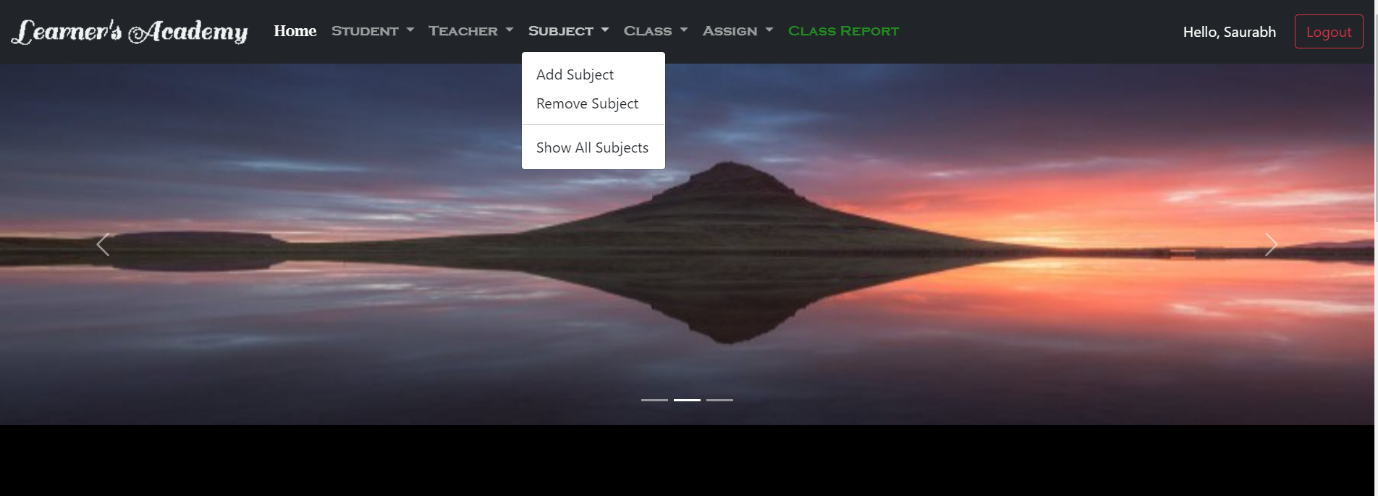 Learner's Academy Home Student Teacher Subject Class Assign Class Report Hello, Saurabh Logout
Add Subject
Remove Subject
Show All Subjects